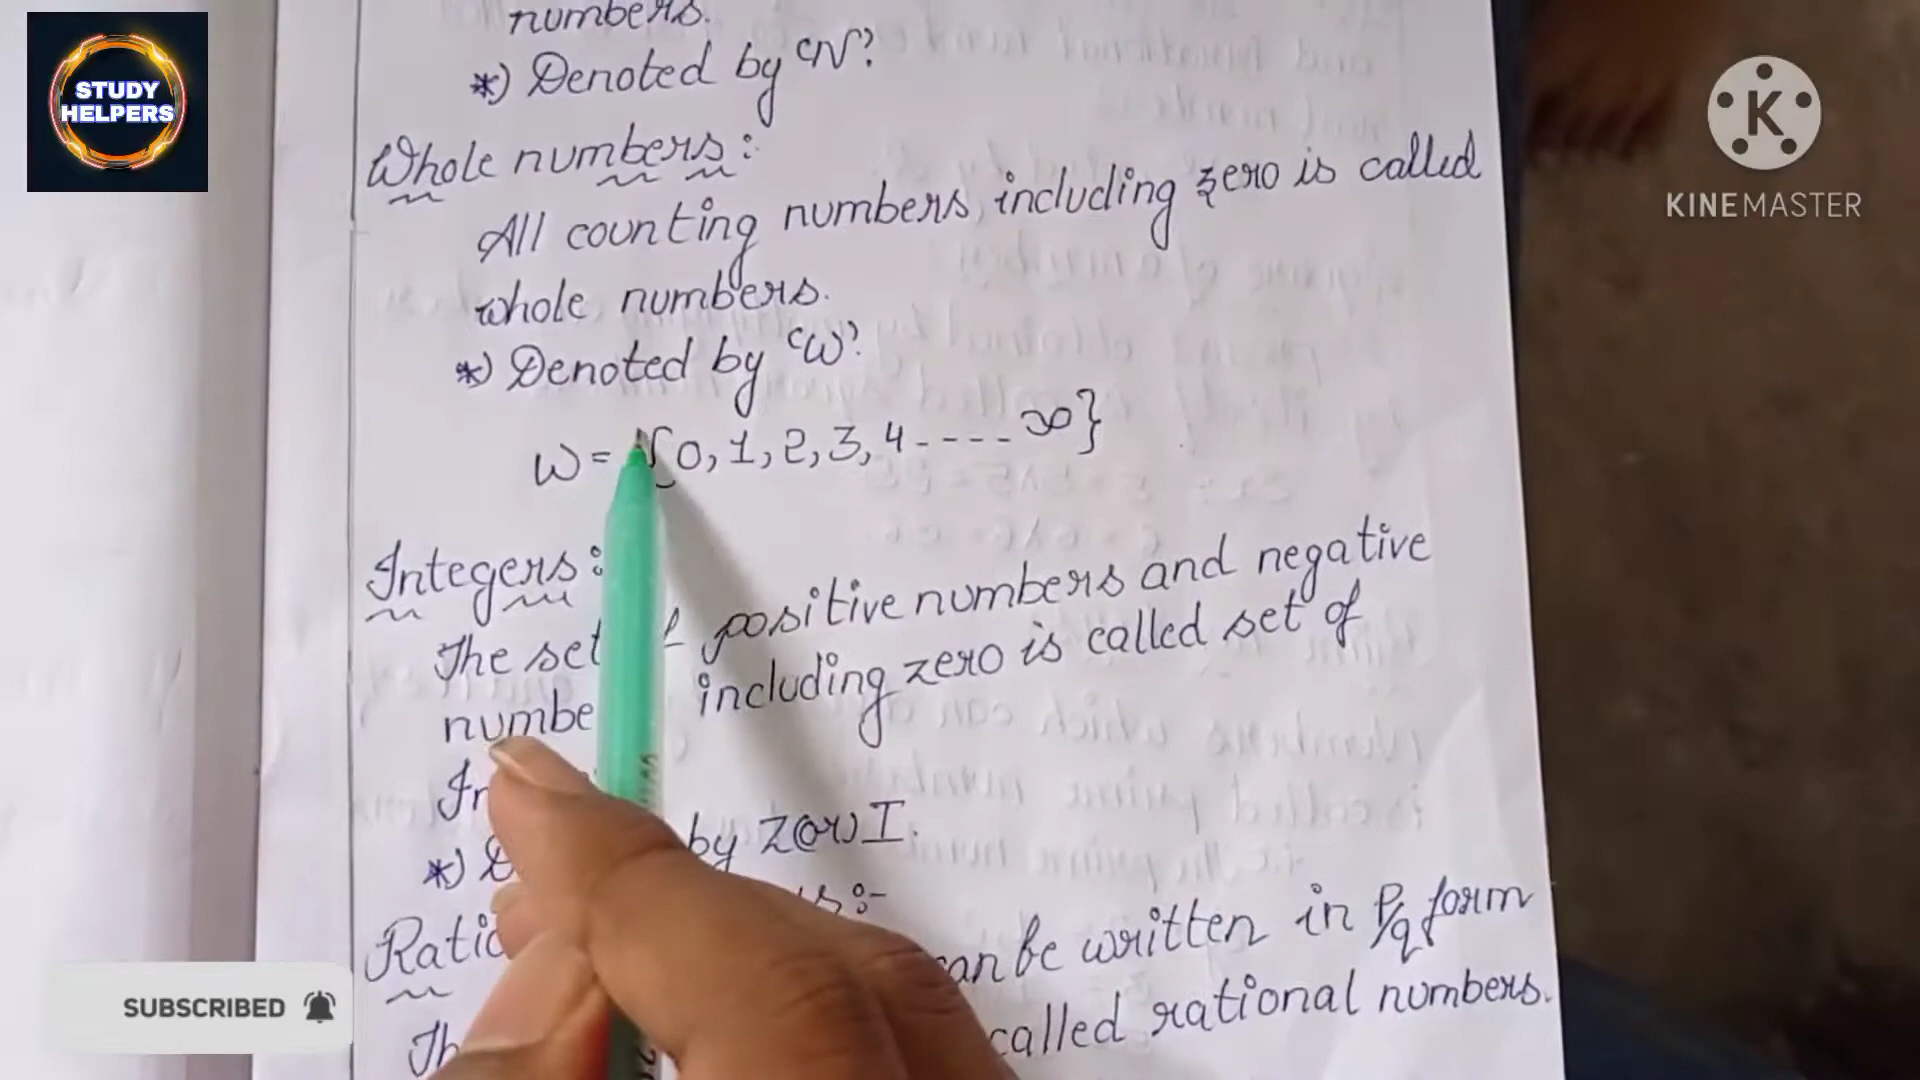 STUDY
HELPERS
K
KINEMASTER
numbers.
*) Denoted by 'N'.
Whole numbers:
All counting numbers, including zero is called
whole numbers.
*) Denoted by 'W'.
W = {0, 1, 2, 3, 4 - - - - ∞}
Integers:
The set positive numbers and negative
including zero is called set of
*) by Z (or) I.
:-
can be written in P/q form
called rational numbers.
SUBSCRIBED